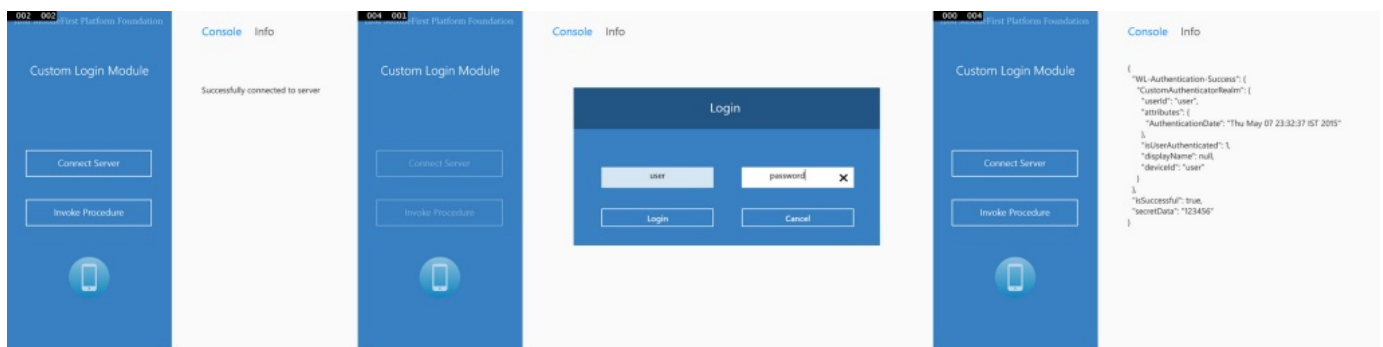 002 002 First Platform Foundation
Console Info
Custom Login Module
Successfully connected to server
Connect Server
Invoke Procedure
004 001 First Platform Foundation
Console Info
Custom Login Module
Connect Server
Invoke Procedure
Login
user password ×
Login Cancel
000 004 First Platform Foundation
Console Info
Custom Login Module
Connect Server
Invoke Procedure
{
"WL-Authentication-Success": {
"CustomAuthenticatorRealm": {
"userId": "user",
"attributes": {
"AuthenticationDate": "Thu May 07 23:32:37 IST 2015"
},
"isUserAuthenticated": 1,
"displayName": null,
"deviceId": "user"
}
},
"isSuccessful": true,
"secretData": "123456"
}